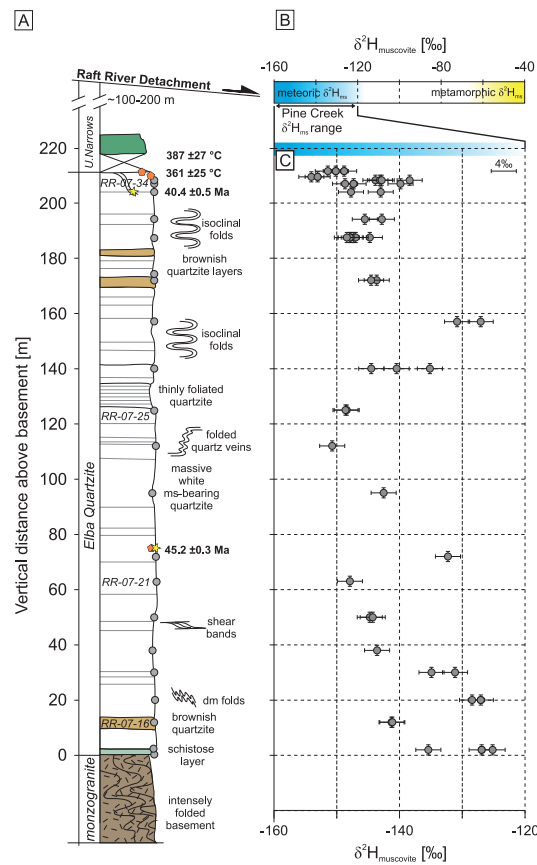 A
B
δ²Hmuscovite [‰]
-160 -140 -120 -100 -80 -60 -40
Raft River Detachment
~100-200 m
meteoric δ²Hms
metamorphic δ²Hms
Pine Creek
δ²Hms range
C
4‰
U.Narrows
387 ±27 °C
361 ±25 °C
RR-07-34
40.4 ±0.5 Ma
isoclinal
folds
brownish
quartzite layers
isoclinal
folds
thinly foliated
quartzite
RR-07-25
folded
quartz veins
massive
white
ms-bearing
quartzite
45.2 ±0.3 Ma
RR-07-21
shear
bands
dm folds
brownish
quartzite
RR-07-16
schistose
layer
intensely
folded
basement
Elba Quartzite
monzogranite
Vertical distance above basement [m]
220
200
180
160
140
120
100
80
60
40
20
0
-160 -140 -120
δ²Hmuscovite [‰]